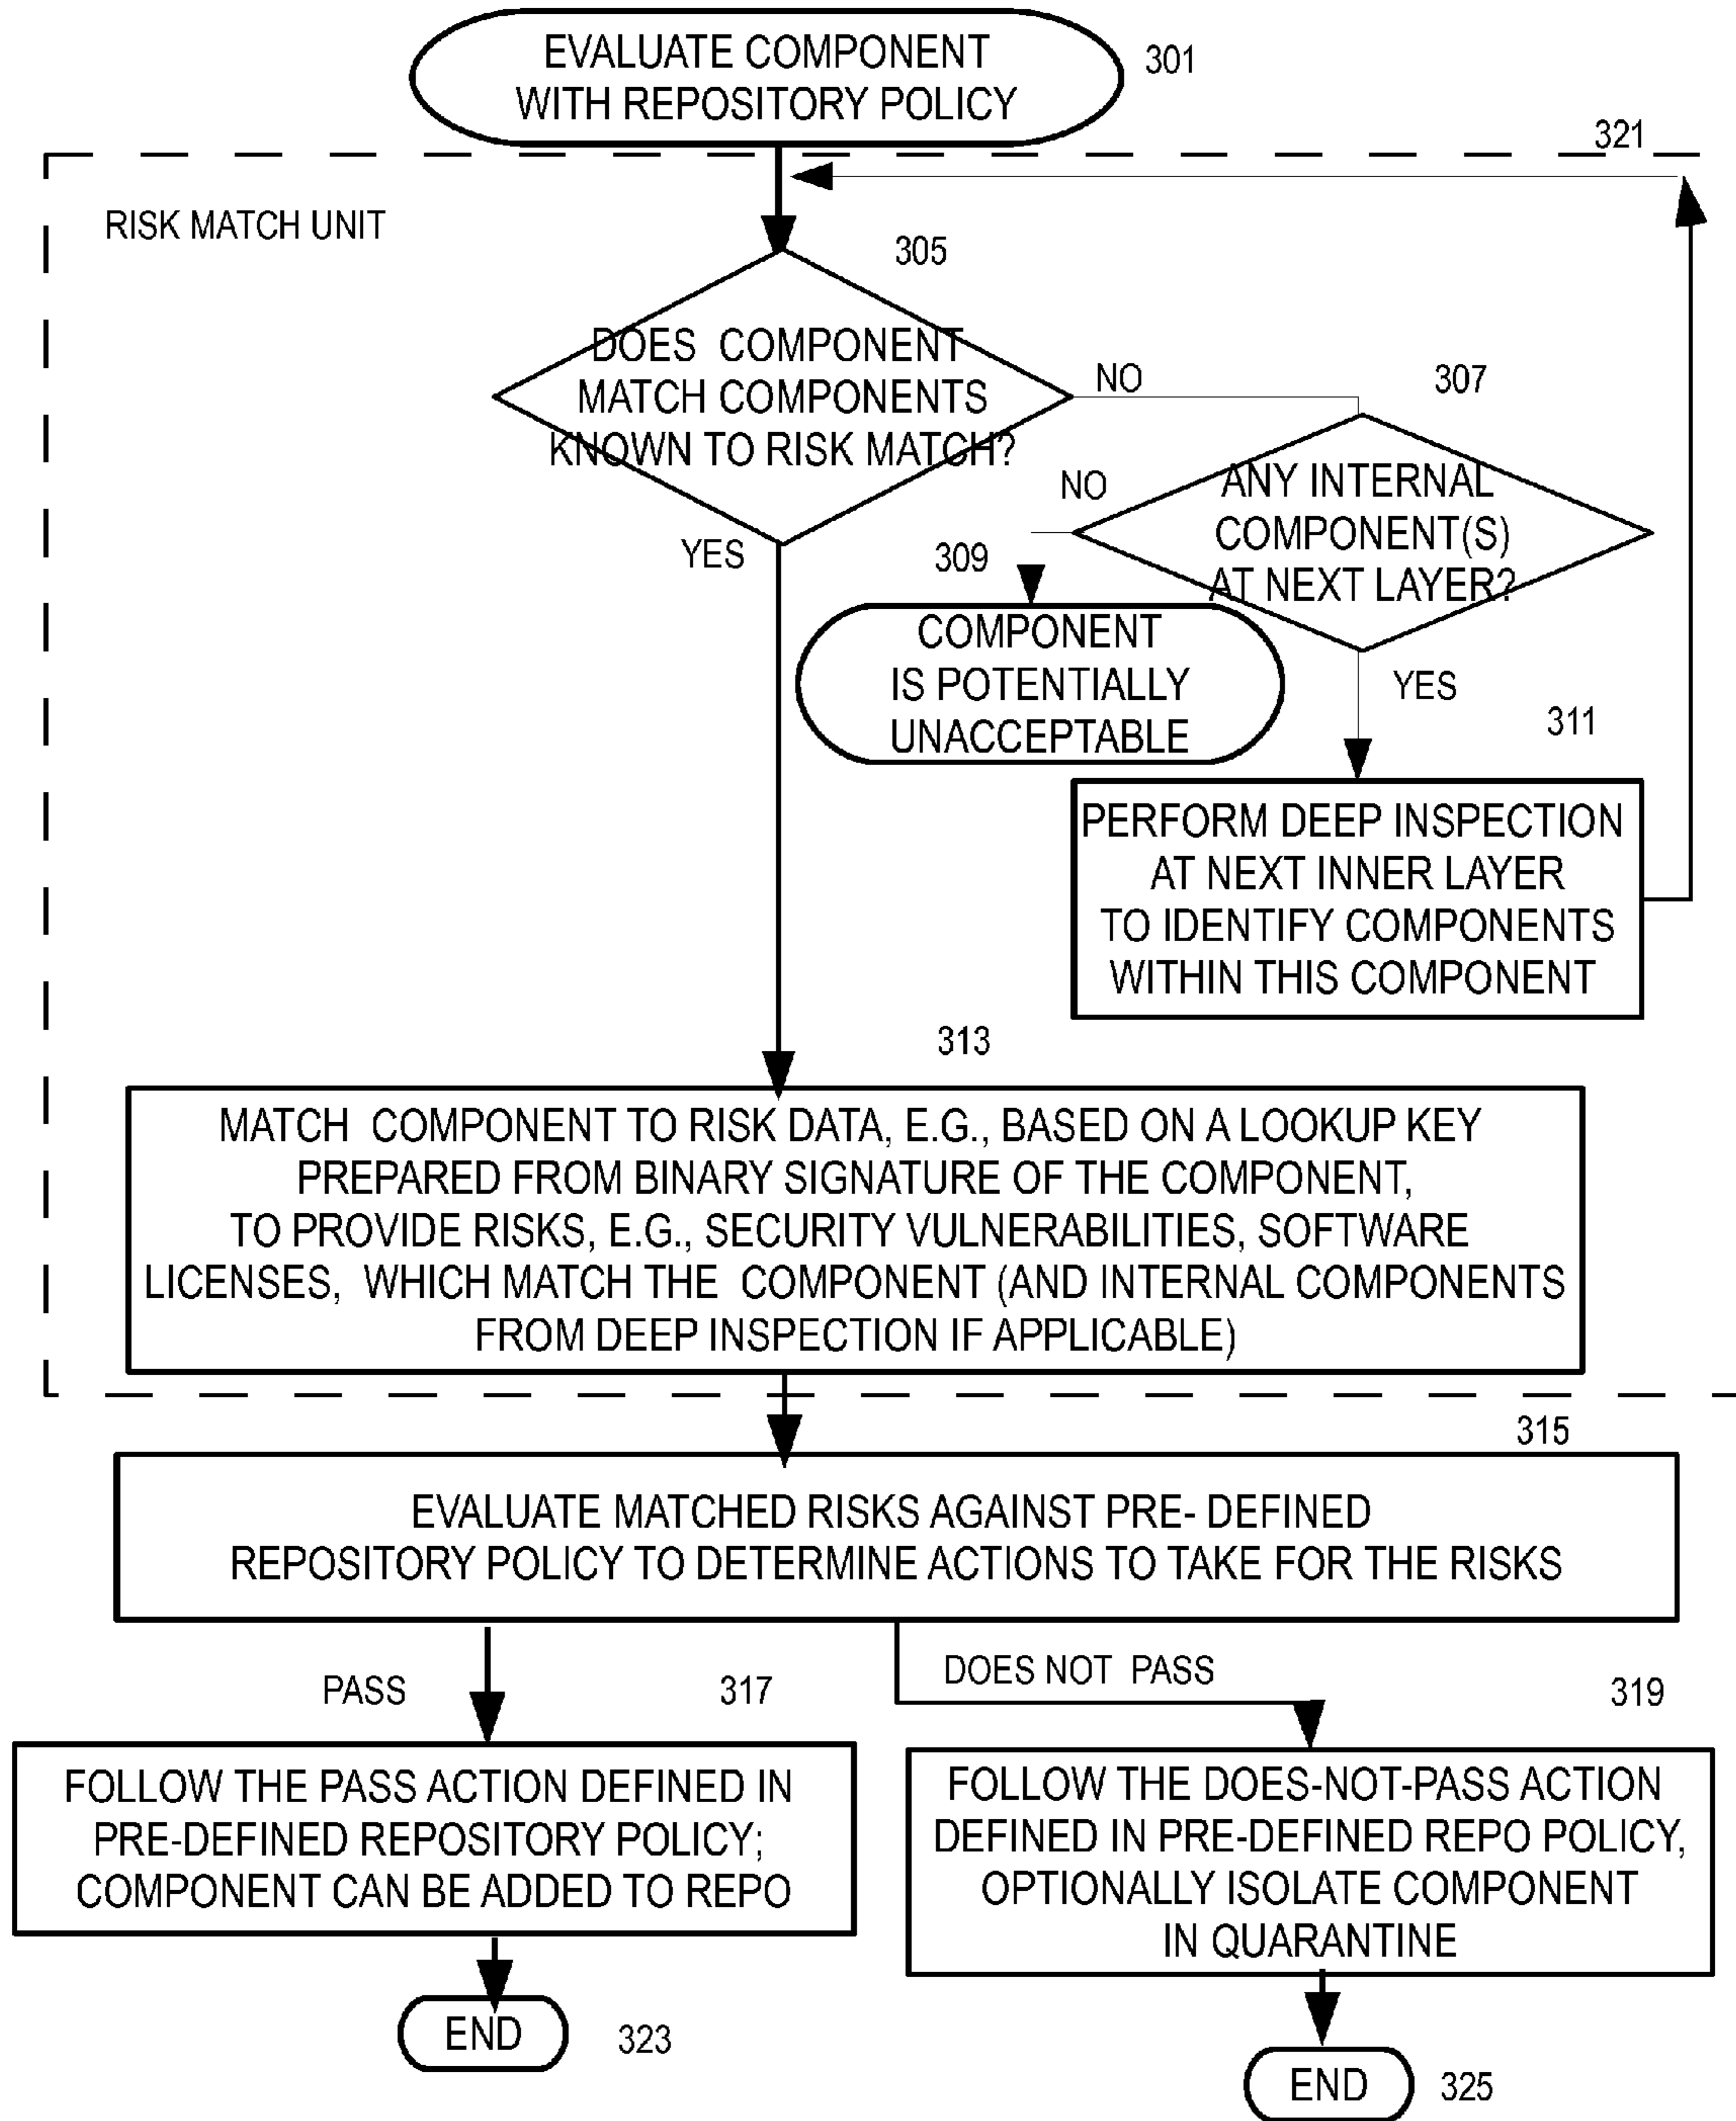 EVALUATE COMPONENT
WITH REPOSITORY POLICY
301
321
RISK MATCH UNIT
305
DOES COMPONENT
MATCH COMPONENTS
KNOWN TO RISK MATCH?
NO
307
NO
ANY INTERNAL
COMPONENT(S)
AT NEXT LAYER?
YES
309
COMPONENT
IS POTENTIALLY
UNACCEPTABLE
YES
311
PERFORM DEEP INSPECTION
AT NEXT INNER LAYER
TO IDENTIFY COMPONENTS
WITHIN THIS COMPONENT
313
MATCH COMPONENT TO RISK DATA, E.G., BASED ON A LOOKUP KEY
PREPARED FROM BINARY SIGNATURE OF THE COMPONENT,
TO PROVIDE RISKS, E.G., SECURITY VULNERABILITIES, SOFTWARE
LICENSES, WHICH MATCH THE COMPONENT (AND INTERNAL COMPONENTS
FROM DEEP INSPECTION IF APPLICABLE)
315
EVALUATE MATCHED RISKS AGAINST PRE- DEFINED
REPOSITORY POLICY TO DETERMINE ACTIONS TO TAKE FOR THE RISKS
PASS
317
DOES NOT PASS
319
FOLLOW THE PASS ACTION DEFINED IN
PRE-DEFINED REPOSITORY POLICY;
COMPONENT CAN BE ADDED TO REPO
FOLLOW THE DOES-NOT-PASS ACTION
DEFINED IN PRE-DEFINED REPO POLICY,
OPTIONALLY ISOLATE COMPONENT
IN QUARANTINE
END
323
END
325